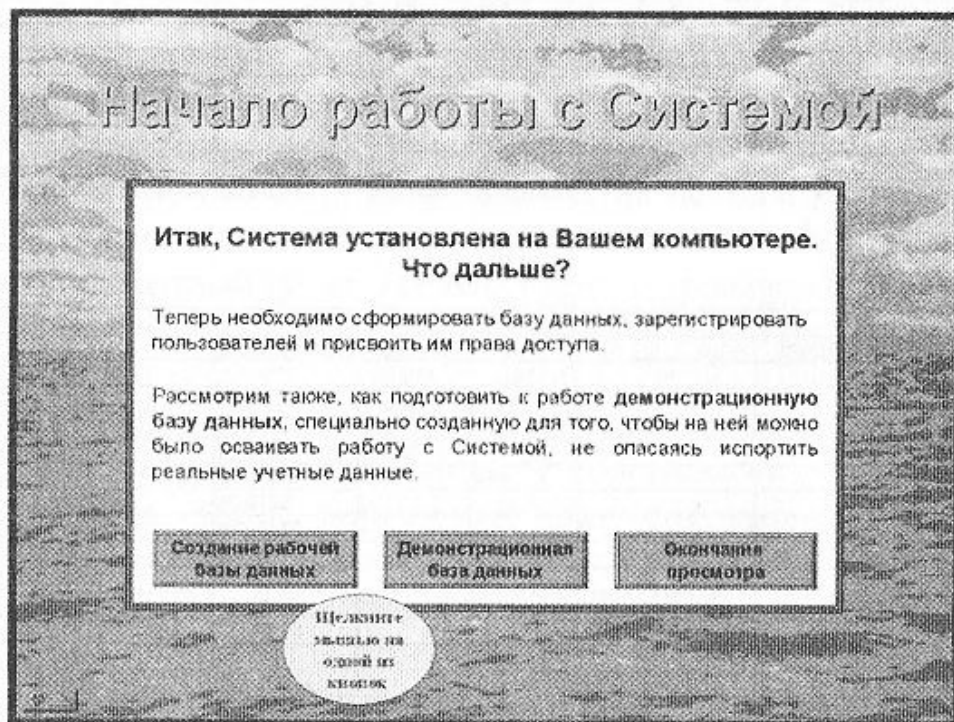 Начало работы с Системой
Итак, Система установлена на Вашем компьютере.
Что дальше?
Теперь необходимо сформировать базу данных, зарегистрировать
пользователей и присвоить им права доступа.
Рассмотрим также, как подготовить к работе демонстрационную
базу данных, специально созданную для того, чтобы на ней можно
было осваивать работу с Системой, не опасаясь испортить
реальные учетные данные.
Создание рабочей
базы данных
Демонстрационная
база данных
Окончание
просмотра
Щелкните
мышью на
одной из
кнопок